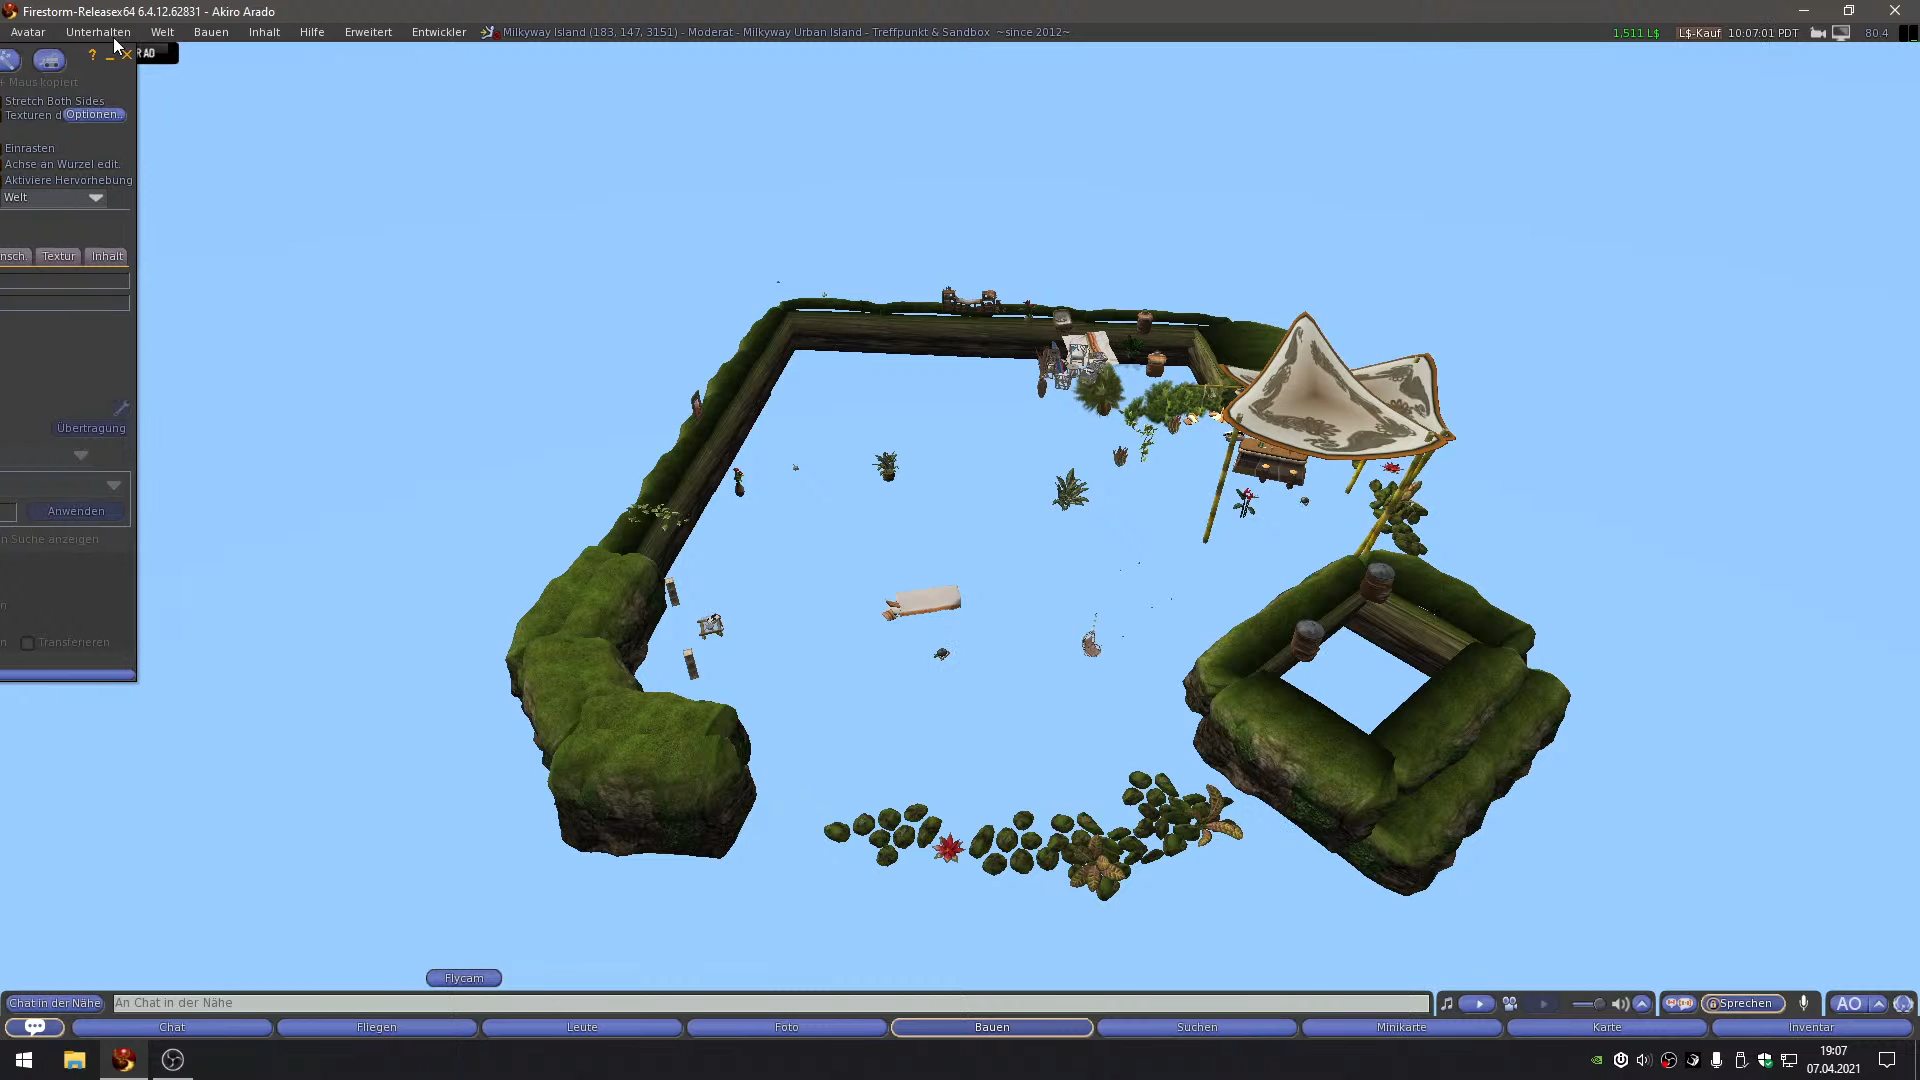 Firestorm-Releasex64 6.4.12.62831 - Akiro Arado
Avatar Unterhalten Welt Bauen Inhalt Hilfe Erweitert Entwickler Milkyway Island (183, 147, 3151) - Moderat - Milkyway Urban Island - Treffpunkt & Sandbox ~since.2012~ 1,511 L$ L$-Kauf 10:07:01 PDT 80.4
? R AO
+ Maus kopiert
Stretch Both Sides
Texturen d Optionen..
Einrasten
Achse an Wurzel edit.
Aktiviere Hervorhebung
Welt
nsch. Textur Inhalt
Übertragung
Anwenden
n Suche anzeigen
n
n Transferieren
Flycam
Chat in der Nähe An Chat in der Nähe Sprechen AO
Chat Fliegen Leute Foto Bauen Suchen Minikarte Karte Inventar
19:07
07.04.2021